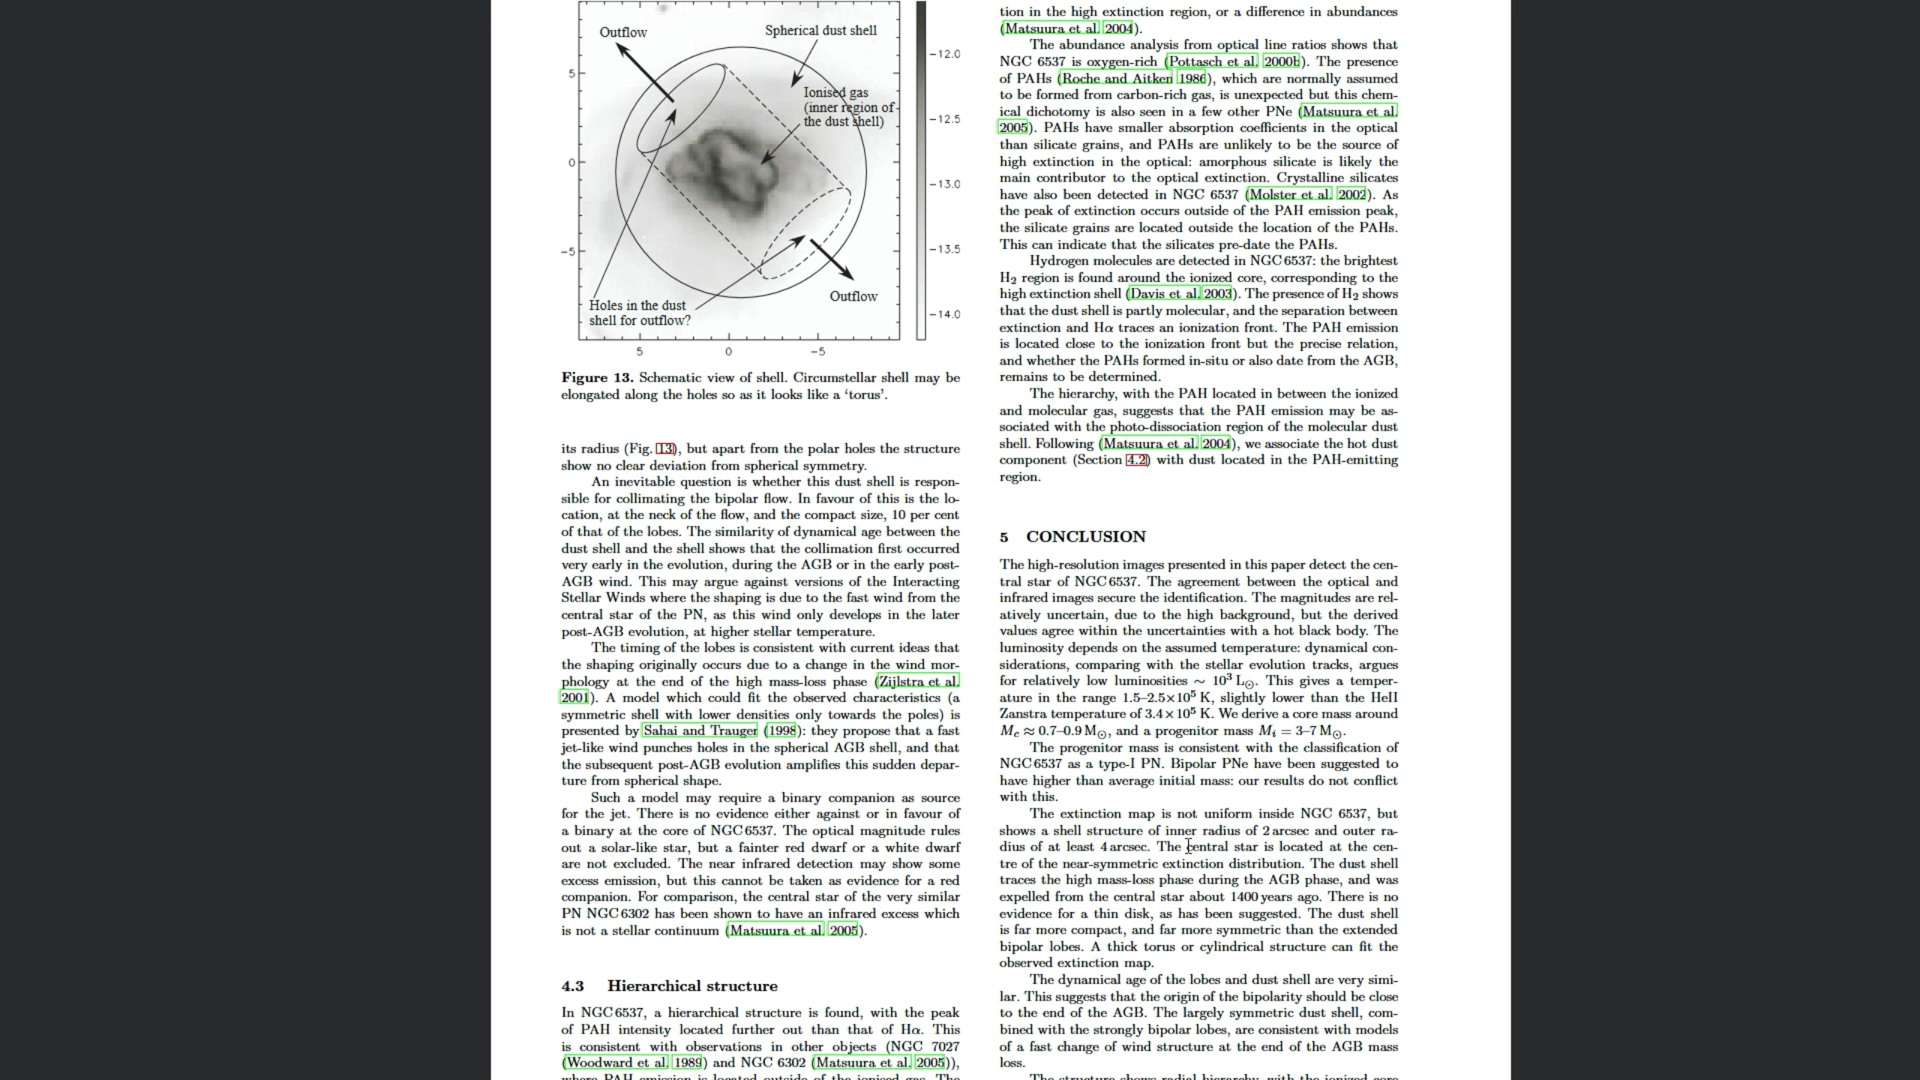 Outflow
Spherical dust shell
Ionised gas
(inner region of
the dust shell)
Holes in the dust
shell for outflow?
Outflow
5
0
−5
5
0
−5
−12.0
−12.5
−13.0
−13.5
−14.0
Figure 13. Schematic view of shell. Circumstellar shell may be
elongated along the holes so as it looks like a ‘torus’.
its radius (Fig. 13), but apart from the polar holes the structure
show no clear deviation from spherical symmetry.
An inevitable question is whether this dust shell is respon-
sible for collimating the bipolar flow. In favour of this is the lo-
cation, at the neck of the flow, and the compact size, 10 per cent
of that of the lobes. The similarity of dynamical age between the
dust shell and the shell shows that the collimation first occurred
very early in the evolution, during the AGB or in the early post-
AGB wind. This may argue against versions of the Interacting
Stellar Winds where the shaping is due to the fast wind from the
central star of the PN, as this wind only develops in the later
post-AGB evolution, at higher stellar temperature.
The timing of the lobes is consistent with current ideas that
the shaping originally occurs due to a change in the wind mor-
phology at the end of the high mass-loss phase (Zijlstra et al.
2001). A model which could fit the observed characteristics (a
symmetric shell with lower densities only towards the poles) is
presented by Sahai and Trauger (1998): they propose that a fast
jet-like wind punches holes in the spherical AGB shell, and that
the subsequent post-AGB evolution amplifies this sudden depar-
ture from spherical shape.
Such a model may require a binary companion as source
for the jet. There is no evidence either against or in favour of
a binary at the core of NGC 6537. The optical magnitude rules
out a solar-like star, but a fainter red dwarf or a white dwarf
are not excluded. The near infrared detection may show some
excess emission, but this cannot be taken as evidence for a red
companion. For comparison, the central star of the very similar
PN NGC 6302 has been shown to have an infrared excess which
is not a stellar continuum (Matsuura et al. 2005).
4.3 Hierarchical structure
In NGC 6537, a hierarchical structure is found, with the peak
of PAH intensity located further out than that of Hα. This
is consistent with observations in other objects (NGC 7027
(Woodward et al. 1989) and NGC 6302 (Matsuura et al. 2005)),
where PAH emission is located outside of the ionised gas. The
tion in the high extinction region, or a difference in abundances
(Matsuura et al. 2004).
The abundance analysis from optical line ratios shows that
NGC 6537 is oxygen-rich (Pottasch et al. 2000b). The presence
of PAHs (Roche and Aitken 1986), which are normally assumed
to be formed from carbon-rich gas, is unexpected but this chem-
ical dichotomy is also seen in a few other PNe (Matsuura et al.
2005). PAHs have smaller absorption coefficients in the optical
than silicate grains, and PAHs are unlikely to be the source of
high extinction in the optical: amorphous silicate is likely the
main contributor to the optical extinction. Crystalline silicates
have also been detected in NGC 6537 (Molster et al. 2002). As
the peak of extinction occurs outside of the PAH emission peak,
the silicate grains are located outside the location of the PAHs.
This can indicate that the silicates pre-date the PAHs.
Hydrogen molecules are detected in NGC 6537: the brightest
H₂ region is found around the ionized core, corresponding to the
high extinction shell (Davis et al. 2003). The presence of H₂ shows
that the dust shell is partly molecular, and the separation between
extinction and Hα traces an ionization front. The PAH emission
is located close to the ionization front but the precise relation,
and whether the PAHs formed in-situ or also date from the AGB,
remains to be determined.
The hierarchy, with the PAH located in between the ionized
and molecular gas, suggests that the PAH emission may be as-
sociated with the photo-dissociation region of the molecular dust
shell. Following (Matsuura et al. 2004), we associate the hot dust
component (Section 4.2) with dust located in the PAH-emitting
region.
5 CONCLUSION
The high-resolution images presented in this paper detect the cen-
tral star of NGC 6537. The agreement between the optical and
infrared images secure the identification. The magnitudes are rel-
atively uncertain, due to the high background, but the derived
values agree within the uncertainties with a hot black body. The
luminosity depends on the assumed temperature: dynamical con-
siderations, comparing with the stellar evolution tracks, argues
for relatively low luminosities ∼ 10³ L⊙. This gives a temper-
ature in the range 1.5–2.5×10⁵ K, slightly lower than the HeII
Zanstra temperature of 3.4×10⁵ K. We derive a core mass around
Mc ≈ 0.7–0.9 M⊙, and a progenitor mass Mi = 3–7 M⊙.
The progenitor mass is consistent with the classification of
NGC 6537 as a type-I PN. Bipolar PNe have been suggested to
have higher than average initial mass: our results do not conflict
with this.
The extinction map is not uniform inside NGC 6537, but
shows a shell structure of inner radius of 2 arcsec and outer ra-
dius of at least 4 arcsec. The central star is located at the cen-
tre of the near-symmetric extinction distribution. The dust shell
traces the high mass-loss phase during the AGB phase, and was
expelled from the central star about 1400 years ago. There is no
evidence for a thin disk, as has been suggested. The dust shell
is far more compact, and far more symmetric than the extended
bipolar lobes. A thick torus or cylindrical structure can fit the
observed extinction map.
The dynamical age of the lobes and dust shell are very simi-
lar. This suggests that the origin of the bipolarity should be close
to the end of the AGB. The largely symmetric dust shell, com-
bined with the strongly bipolar lobes, are consistent with models
of a fast change of wind structure at the end of the AGB mass
loss.
The structure shows radial hierarchy, with the ionized core